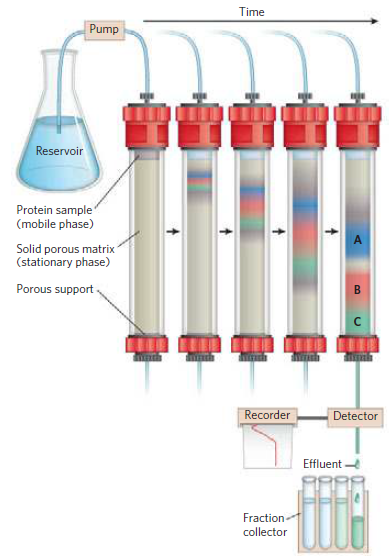 Time
Pump
Reservoir
Protein sample
(mobile phase)
Solid porous matrix
(stationary phase)
Porous support
A
B
C
Recorder
Detector
Effluent
Fraction
collector